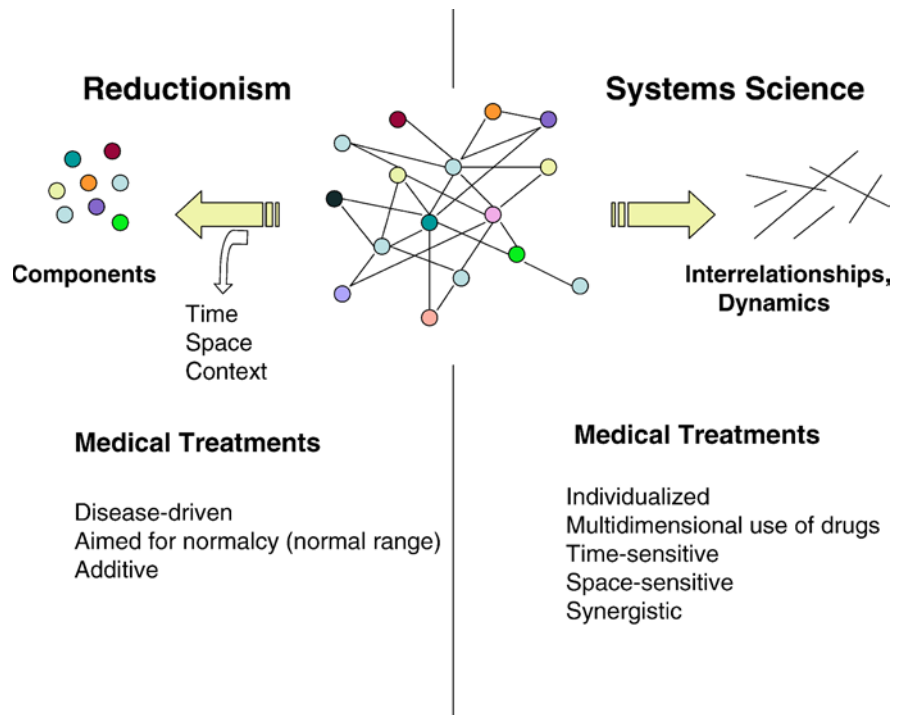 Reductionism
Components
Time
Space
Context
Medical Treatments
Disease-driven
Aimed for normalcy (normal range)
Additive
Systems Science
Interrelationships,
Dynamics
Medical Treatments
Individualized
Multidimensional use of drugs
Time-sensitive
Space-sensitive
Synergistic